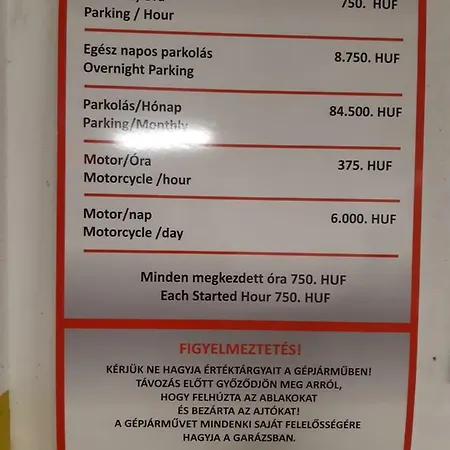 Parking / Hour
750. HUF
Egész napos parkolás
Overnight Parking
8.750. HUF
Parkolás/Hónap
Parking/Monthly
84.500. HUF
Motor/Óra
Motorcycle /hour
375. HUF
Motor/nap
Motorcycle /day
6.000. HUF
Minden megkezdett óra 750. HUF
Each Started Hour 750. HUF
FIGYELMEZTETÉS!
KÉRJÜK NE HAGYJA ÉRTÉKTÁRGYAIT A GÉPJÁRMŰBEN!
TÁVOZÁS ELŐTT GYŐZŐDJÖN MEG ARRÓL,
HOGY FELHÚZTA AZ ABLAKOKAT
ÉS BEZÁRTA AZ AJTÓKAT!
A GÉPJÁRMŰVET MINDENKI SAJÁT FELELŐSSÉGÉRE
HAGYJA A GARÁZSBAN.